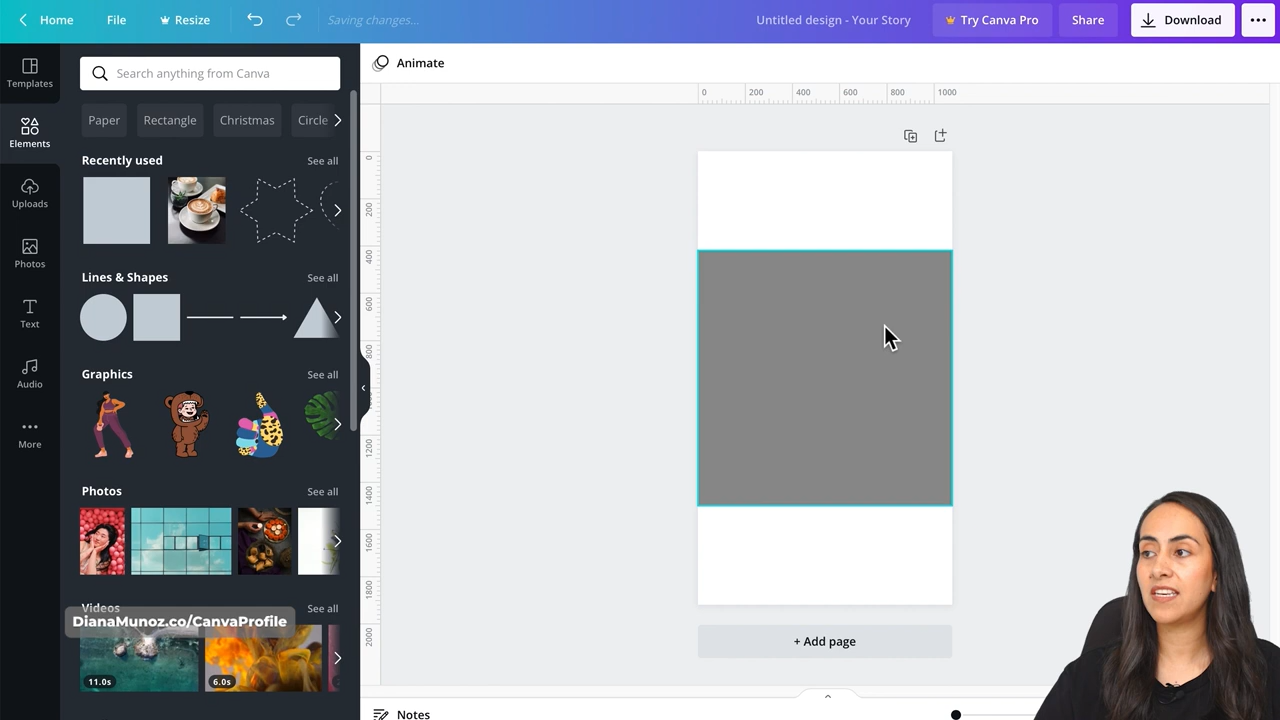 Home
File
Resize
Saving changes...
Untitled design - Your Story
Try Canva Pro
Share
Download
Templates
Elements
Uploads
Photos
Text
Audio
More
Search anything from Canva
Paper
Rectangle
Christmas
Circle
Recently used
See all
Lines & Shapes
See all
Graphics
See all
Photos
See all
Videos
See all
DianaMunoz.co/CanvaProfile
11.0s
6.0s
Animate
0
200
400
600
800
1000
0
200
400
600
800
1200
1400
1600
1800
2000
+ Add page
Notes